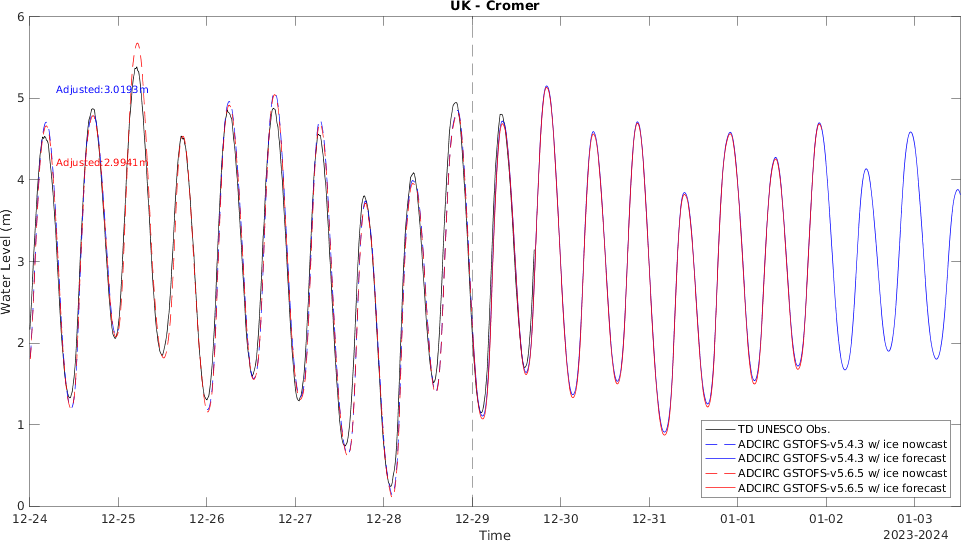 UK - Cromer
6
5
4
3
2
1
0
Water Level (m)
Adjusted:3.0193m
Adjusted:2.9941m
TD UNESCO Obs.
ADCIRC GSTOFS-v5.4.3 w/ ice nowcast
ADCIRC GSTOFS-v5.4.3 w/ ice forecast
ADCIRC GSTOFS-v5.6.5 w/ ice nowcast
ADCIRC GSTOFS-v5.6.5 w/ ice forecast
12-24 12-25 12-26 12-27 12-28 12-29 12-30 12-31 01-01 01-02 01-03
Time
2023-2024